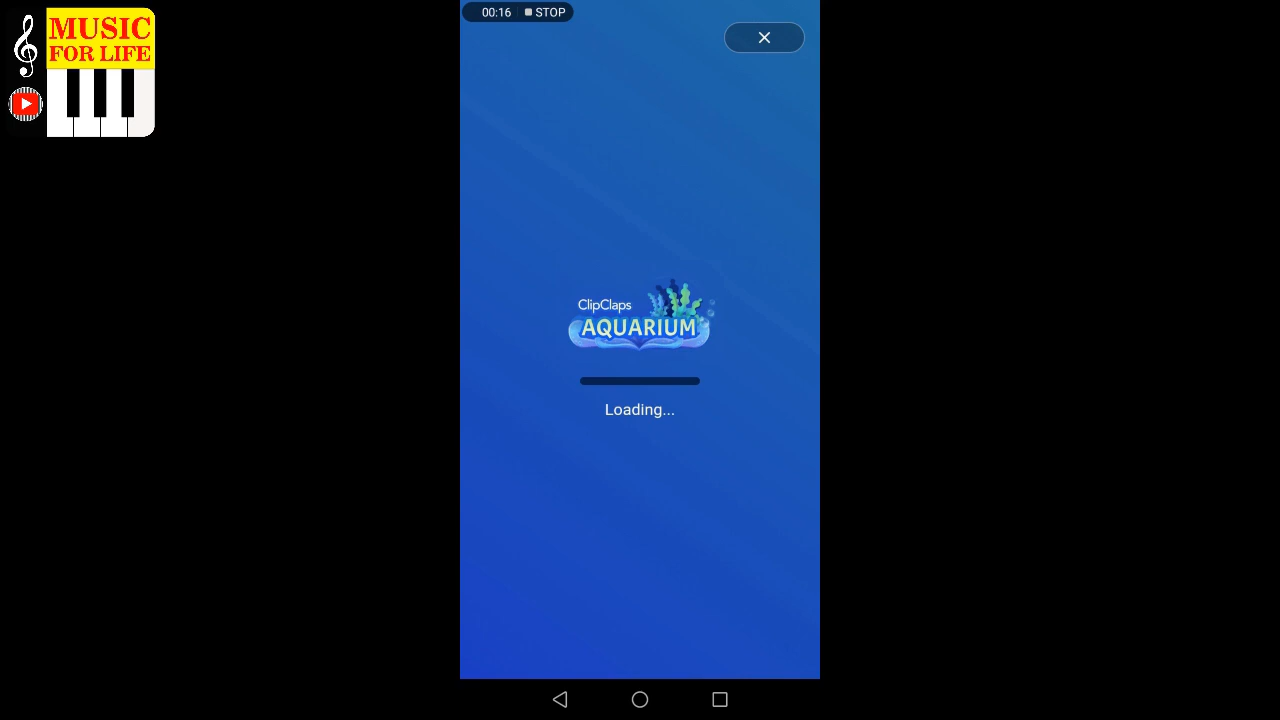 MUSIC
FOR LIFE
00:16 STOP
ClipClaps
AQUARIUM
Loading...